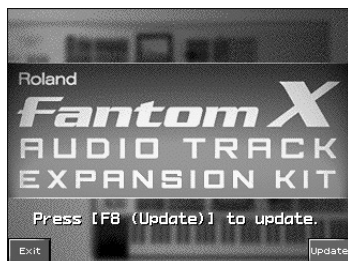 Roland
Fantom X
AUDIO TRACK
EXPANSION KIT
Press [F8 (Update)] to update.
Exit
Update